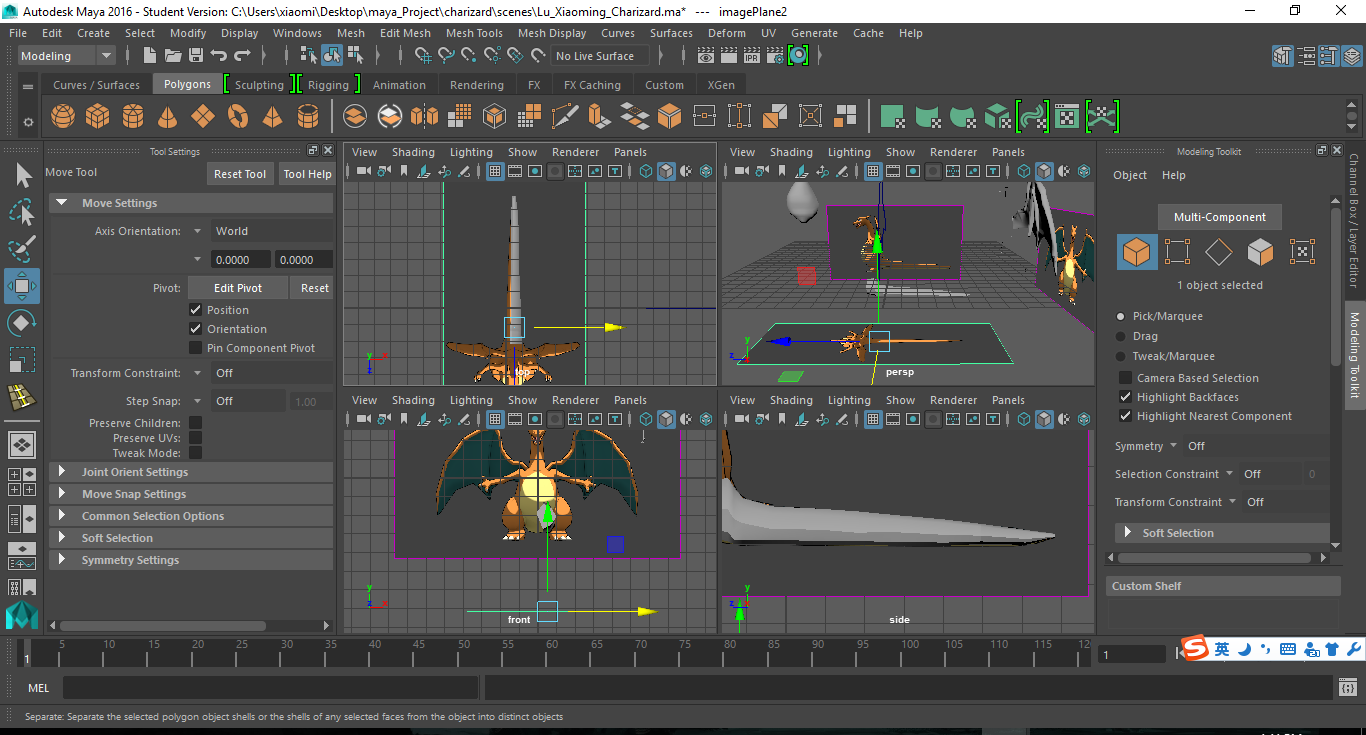 Autodesk Maya 2016 - Student Version: C:\Users\xiaomi\Desktop\maya_Project\charizard\scenes\Lu_Xiaoming_Charizard.ma* --- imagePlane2
File Edit Create Select Modify Display Windows Mesh Edit Mesh Mesh Tools Mesh Display Curves Surfaces Deform UV Generate Cache Help
Modeling No Live Surface IPR
Curves / Surfaces Polygons Sculpting Rigging Animation Rendering FX FX Caching Custom XGen
Tool Settings
Move Tool Reset Tool Tool Help
Move Settings
Axis Orientation: World
0.0000 0.0000
Pivot: Edit Pivot Reset
Position
Orientation
Pin Component Pivot
Transform Constraint: Off
Step Snap: Off 1.00
Preserve Children:
Preserve UVs:
Tweak Mode:
Joint Orient Settings
Move Snap Settings
Common Selection Options
Soft Selection
Symmetry Settings
View Shading Lighting Show Renderer Panels
y
x
z
top
View Shading Lighting Show Renderer Panels
y
z
persp
View Shading Lighting Show Renderer Panels
y
z x
front
View Shading Lighting Show Renderer Panels
y
z
side
Modeling Toolkit
Object Help
Multi-Component
1 object selected
Pick/Marquee
Drag
Tweak/Marquee
Camera Based Selection
Highlight Backfaces
Highlight Nearest Component
Symmetry Off
Selection Constraint Off 0
Transform Constraint Off
Soft Selection
Custom Shelf
Channel Box / Layer Editor
Modeling Toolkit
1 5 10 15 20 25 30 35 40 45 50 55 60 65 70 75 80 85 90 95 100 105 110 115 12 1
S 英
MEL
Separate: Separate the selected polygon object shells or the shells of any selected faces from the object into distinct objects